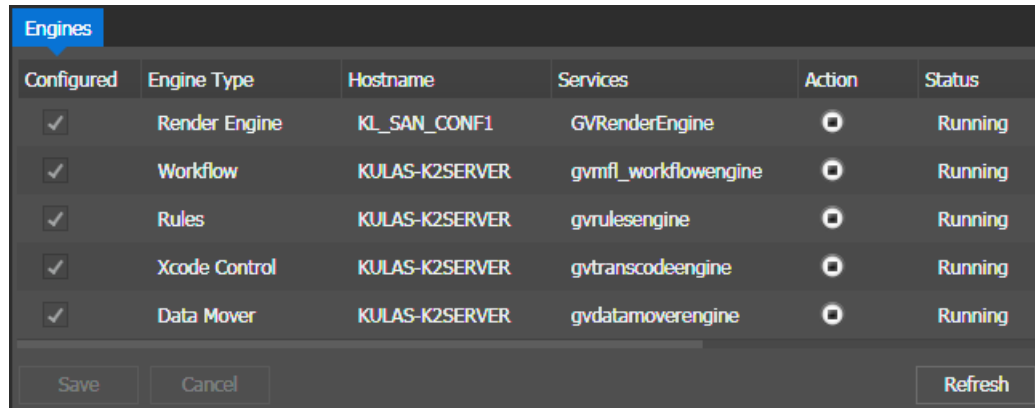 Engines
Configured Engine Type Hostname Services Action Status
Render Engine KL_SAN_CONF1 GVRenderEngine Running
Workflow KULAS-K2SERVER gvmfl_workflowengine Running
Rules KULAS-K2SERVER gvrulesengine Running
Xcode Control KULAS-K2SERVER gvtranscodeengine Running
Data Mover KULAS-K2SERVER gvdatamoverengine Running
Save Cancel Refresh